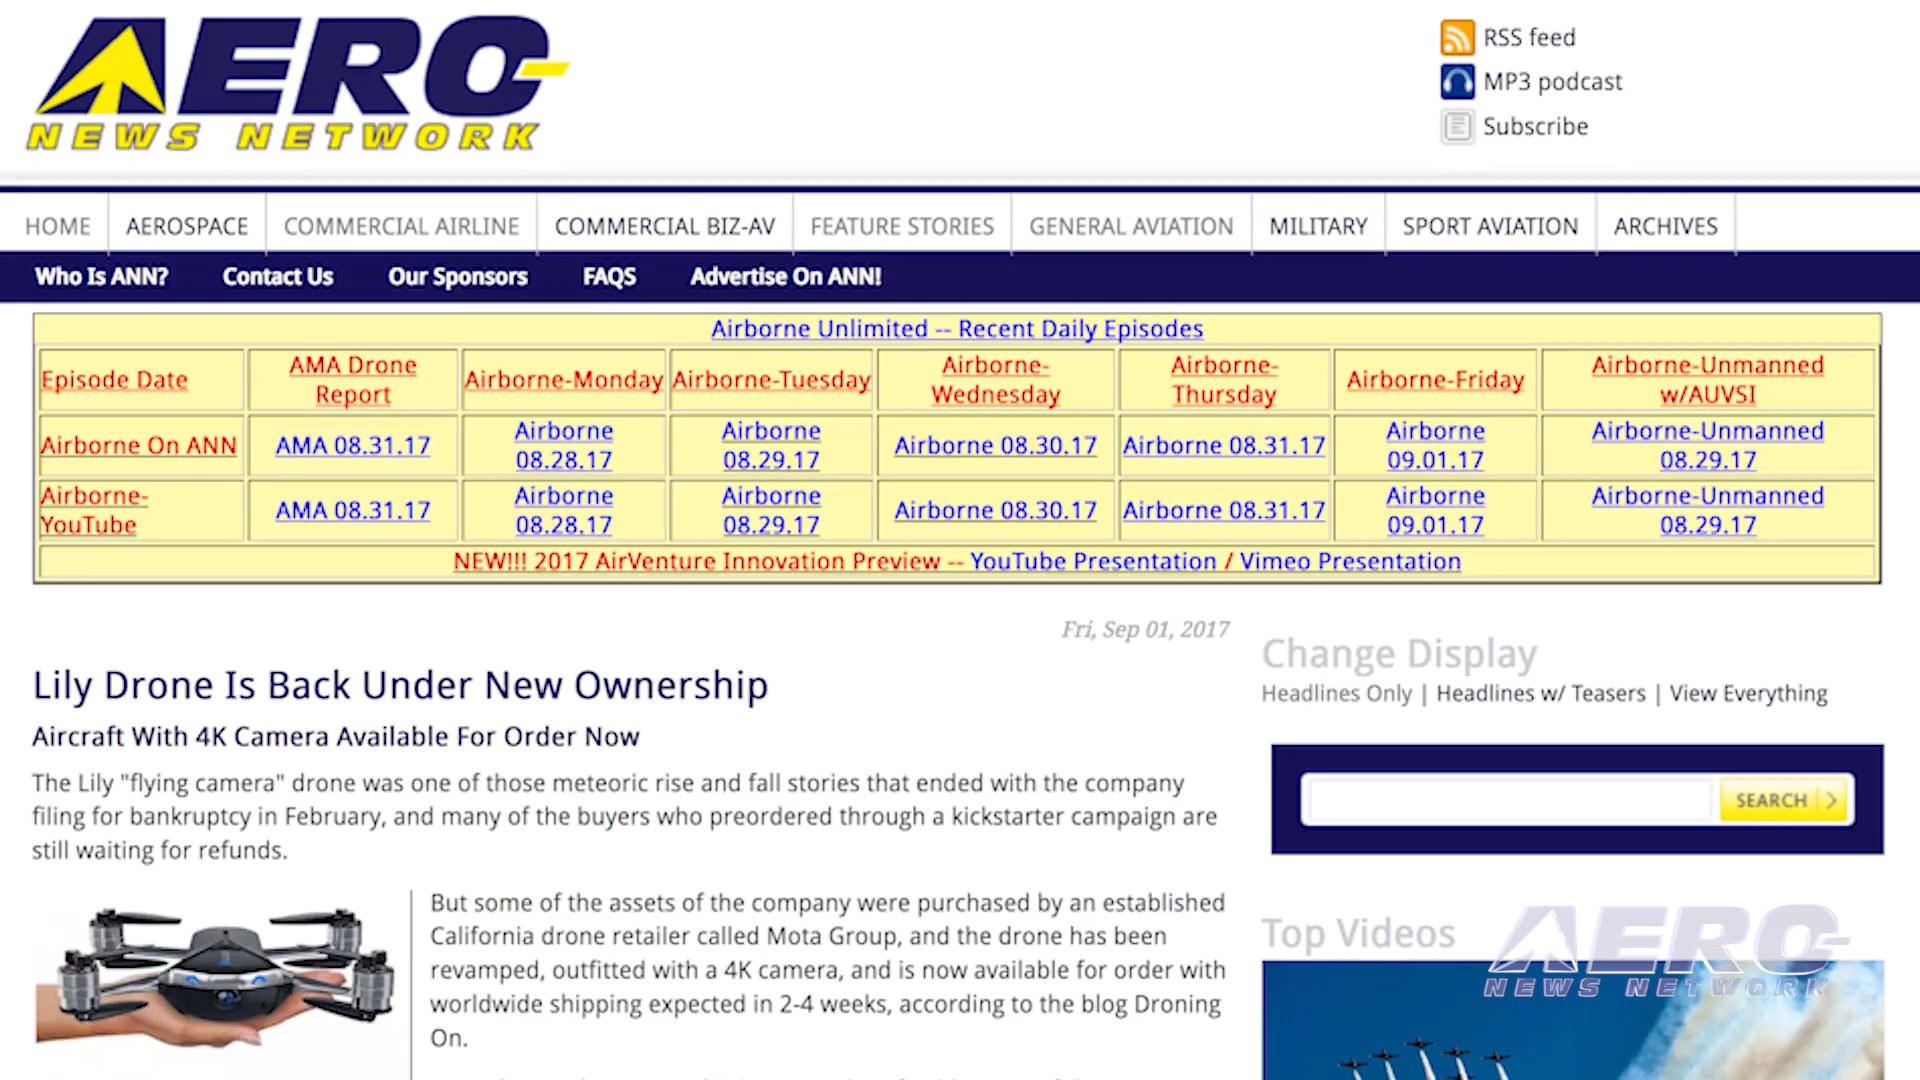 AERO
NEWS NETWORK
RSS feed
MP3 podcast
Subscribe
HOME AEROSPACE COMMERCIAL AIRLINE COMMERCIAL BIZ-AV FEATURE STORIES GENERAL AVIATION MILITARY SPORT AVIATION ARCHIVES
Who Is ANN? Contact Us Our Sponsors FAQS Advertise On ANN!
Airborne Unlimited -- Recent Daily Episodes
Episode Date AMA Drone Report Airborne-Monday Airborne-Tuesday Airborne-Wednesday Airborne-Thursday Airborne-Friday Airborne-Unmanned w/AUVSI
Airborne On ANN AMA 08.31.17 Airborne 08.28.17 Airborne 08.29.17 Airborne 08.30.17 Airborne 08.31.17 Airborne 09.01.17 Airborne-Unmanned 08.29.17
Airborne-YouTube AMA 08.31.17 Airborne 08.28.17 Airborne 08.29.17 Airborne 08.30.17 Airborne 08.31.17 Airborne 09.01.17 Airborne-Unmanned 08.29.17
NEW!!! 2017 AirVenture Innovation Preview -- YouTube Presentation / Vimeo Presentation
Fri, Sep 01, 2017
Lily Drone Is Back Under New Ownership
Aircraft With 4K Camera Available For Order Now
The Lily "flying camera" drone was one of those meteoric rise and fall stories that ended with the company
filing for bankruptcy in February, and many of the buyers who preordered through a kickstarter campaign are
still waiting for refunds.
But some of the assets of the company were purchased by an established
California drone retailer called Mota Group, and the drone has been
revamped, outfitted with a 4K camera, and is now available for order with
worldwide shipping expected in 2-4 weeks, according to the blog Droning
On.
Change Display
Headlines Only | Headlines w/ Teasers | View Everything
SEARCH
Top Videos
AERO
NEWS NETWORK